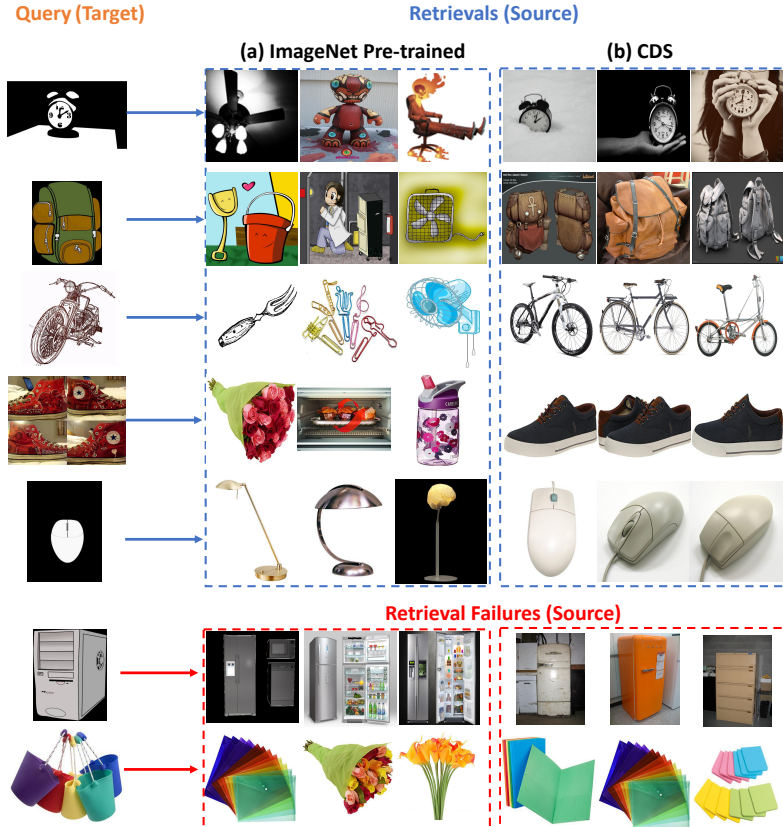 Query (Target)
Retrievals (Source)
(a) ImageNet Pre-trained
(b) CDS
Retrieval Failures (Source)